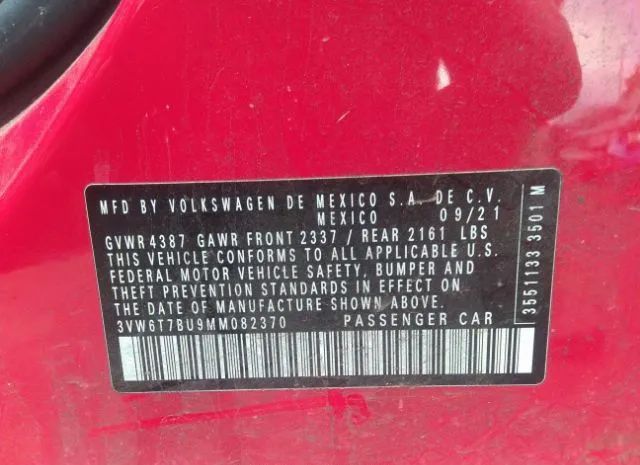 MFD BY VOLKSWAGEN DE MEXICO S.A. DE C.V.
MEXICO 09/21
GVWR 4387 GAWR FRONT 2337 / REAR 2161 LBS
THIS VEHICLE CONFORMS TO ALL APPLICABLE U.S.
FEDERAL MOTOR VEHICLE SAFETY, BUMPER AND
THEFT PREVENTION STANDARDS IN EFFECT ON
THE DATE OF MANUFACTURE SHOWN ABOVE.
3VW6T7BU9MM082370 PASSENGER CAR
3551133 3501 M